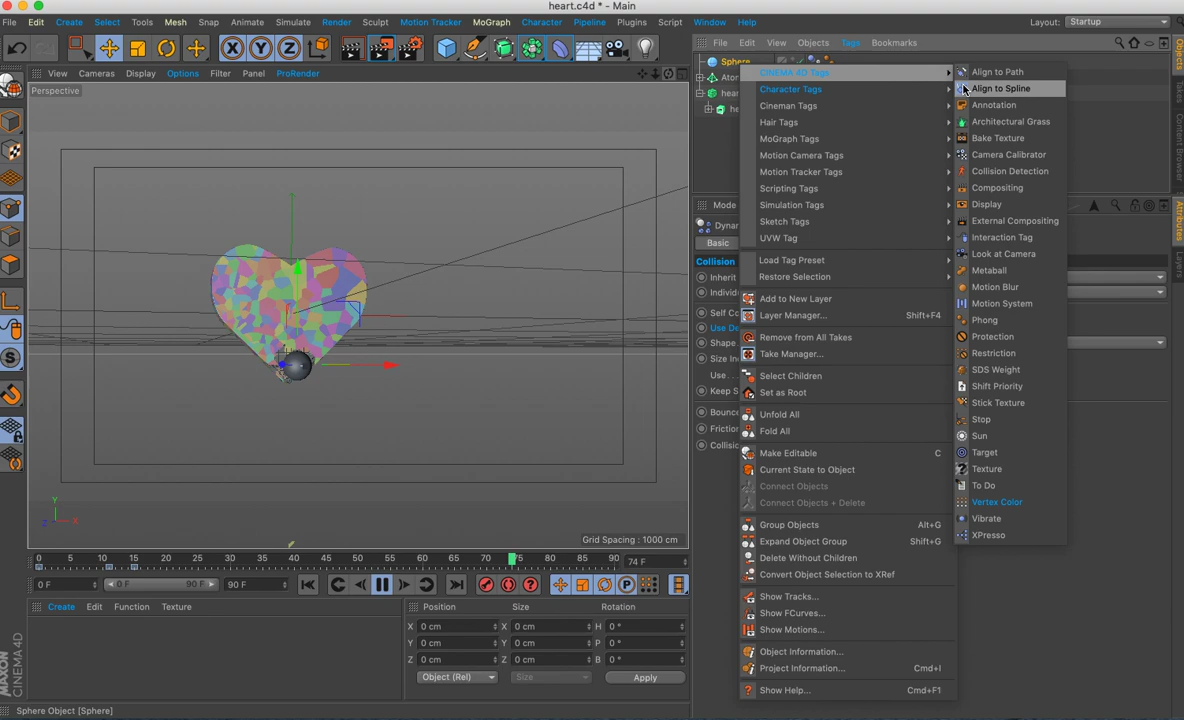 heart.c4d * - Main
File Edit Create Select Tools Mesh Snap Animate Simulate Render Sculpt Motion Tracker MoGraph Character Pipeline Plugins Script Window Help Layout: Startup
View Cameras Display Options Filter Panel ProRender
Perspective
Grid Spacing : 1000 cm
Y
Z X
0 5 10 15 20 25 30 35 40 45 50 55 60 65 70 75 80 85 90 74 F
0 F 0 F 90 F 90 F
Create Edit Function Texture
MAXON CINEMA4D
Position Size Rotation
X 0 cm X 0 cm H 0 °
Y 0 cm Y 0 cm P 0 °
Z 0 cm Z 0 cm B 0 °
Object (Rel) Size Apply
Sphere Object [Sphere]
File Edit View Objects Tags Bookmarks
Sphere
Mode
Basic
Collision
Inherit
Use De
Shape
Size In
Use . . .
Keep S
Bounce
Friction
CINEMA 4D Tags
Character Tags
Cineman Tags
Hair Tags
MoGraph Tags
Motion Camera Tags
Motion Tracker Tags
Scripting Tags
Simulation Tags
Sketch Tags
UVW Tag
Load Tag Preset
Restore Selection
Add to New Layer
Layer Manager... Shift+F4
Remove from All Takes
Take Manager...
Select Children
Set as Root
Unfold All
Fold All
Make Editable C
Current State to Object
Connect Objects
Connect Objects + Delete
Group Objects Alt+G
Expand Object Group Shift+G
Delete Without Children
Convert Object Selection to XRef
Show Tracks...
Show FCurves...
Show Motions...
Object Information...
Project Information... Cmd+I
Show Help... Cmd+F1
Align to Path
Align to Spline
Annotation
Architectural Grass
Bake Texture
Camera Calibrator
Collision Detection
Compositing
Display
External Compositing
Interaction Tag
Look at Camera
Metaball
Motion Blur
Motion System
Phong
Protection
Restriction
SDS Weight
Shift Priority
Stick Texture
Stop
Sun
Target
Texture
To Do
Vertex Color
Vibrate
XPresso
Objects
Takes
Content Browser
Attributes
Layers